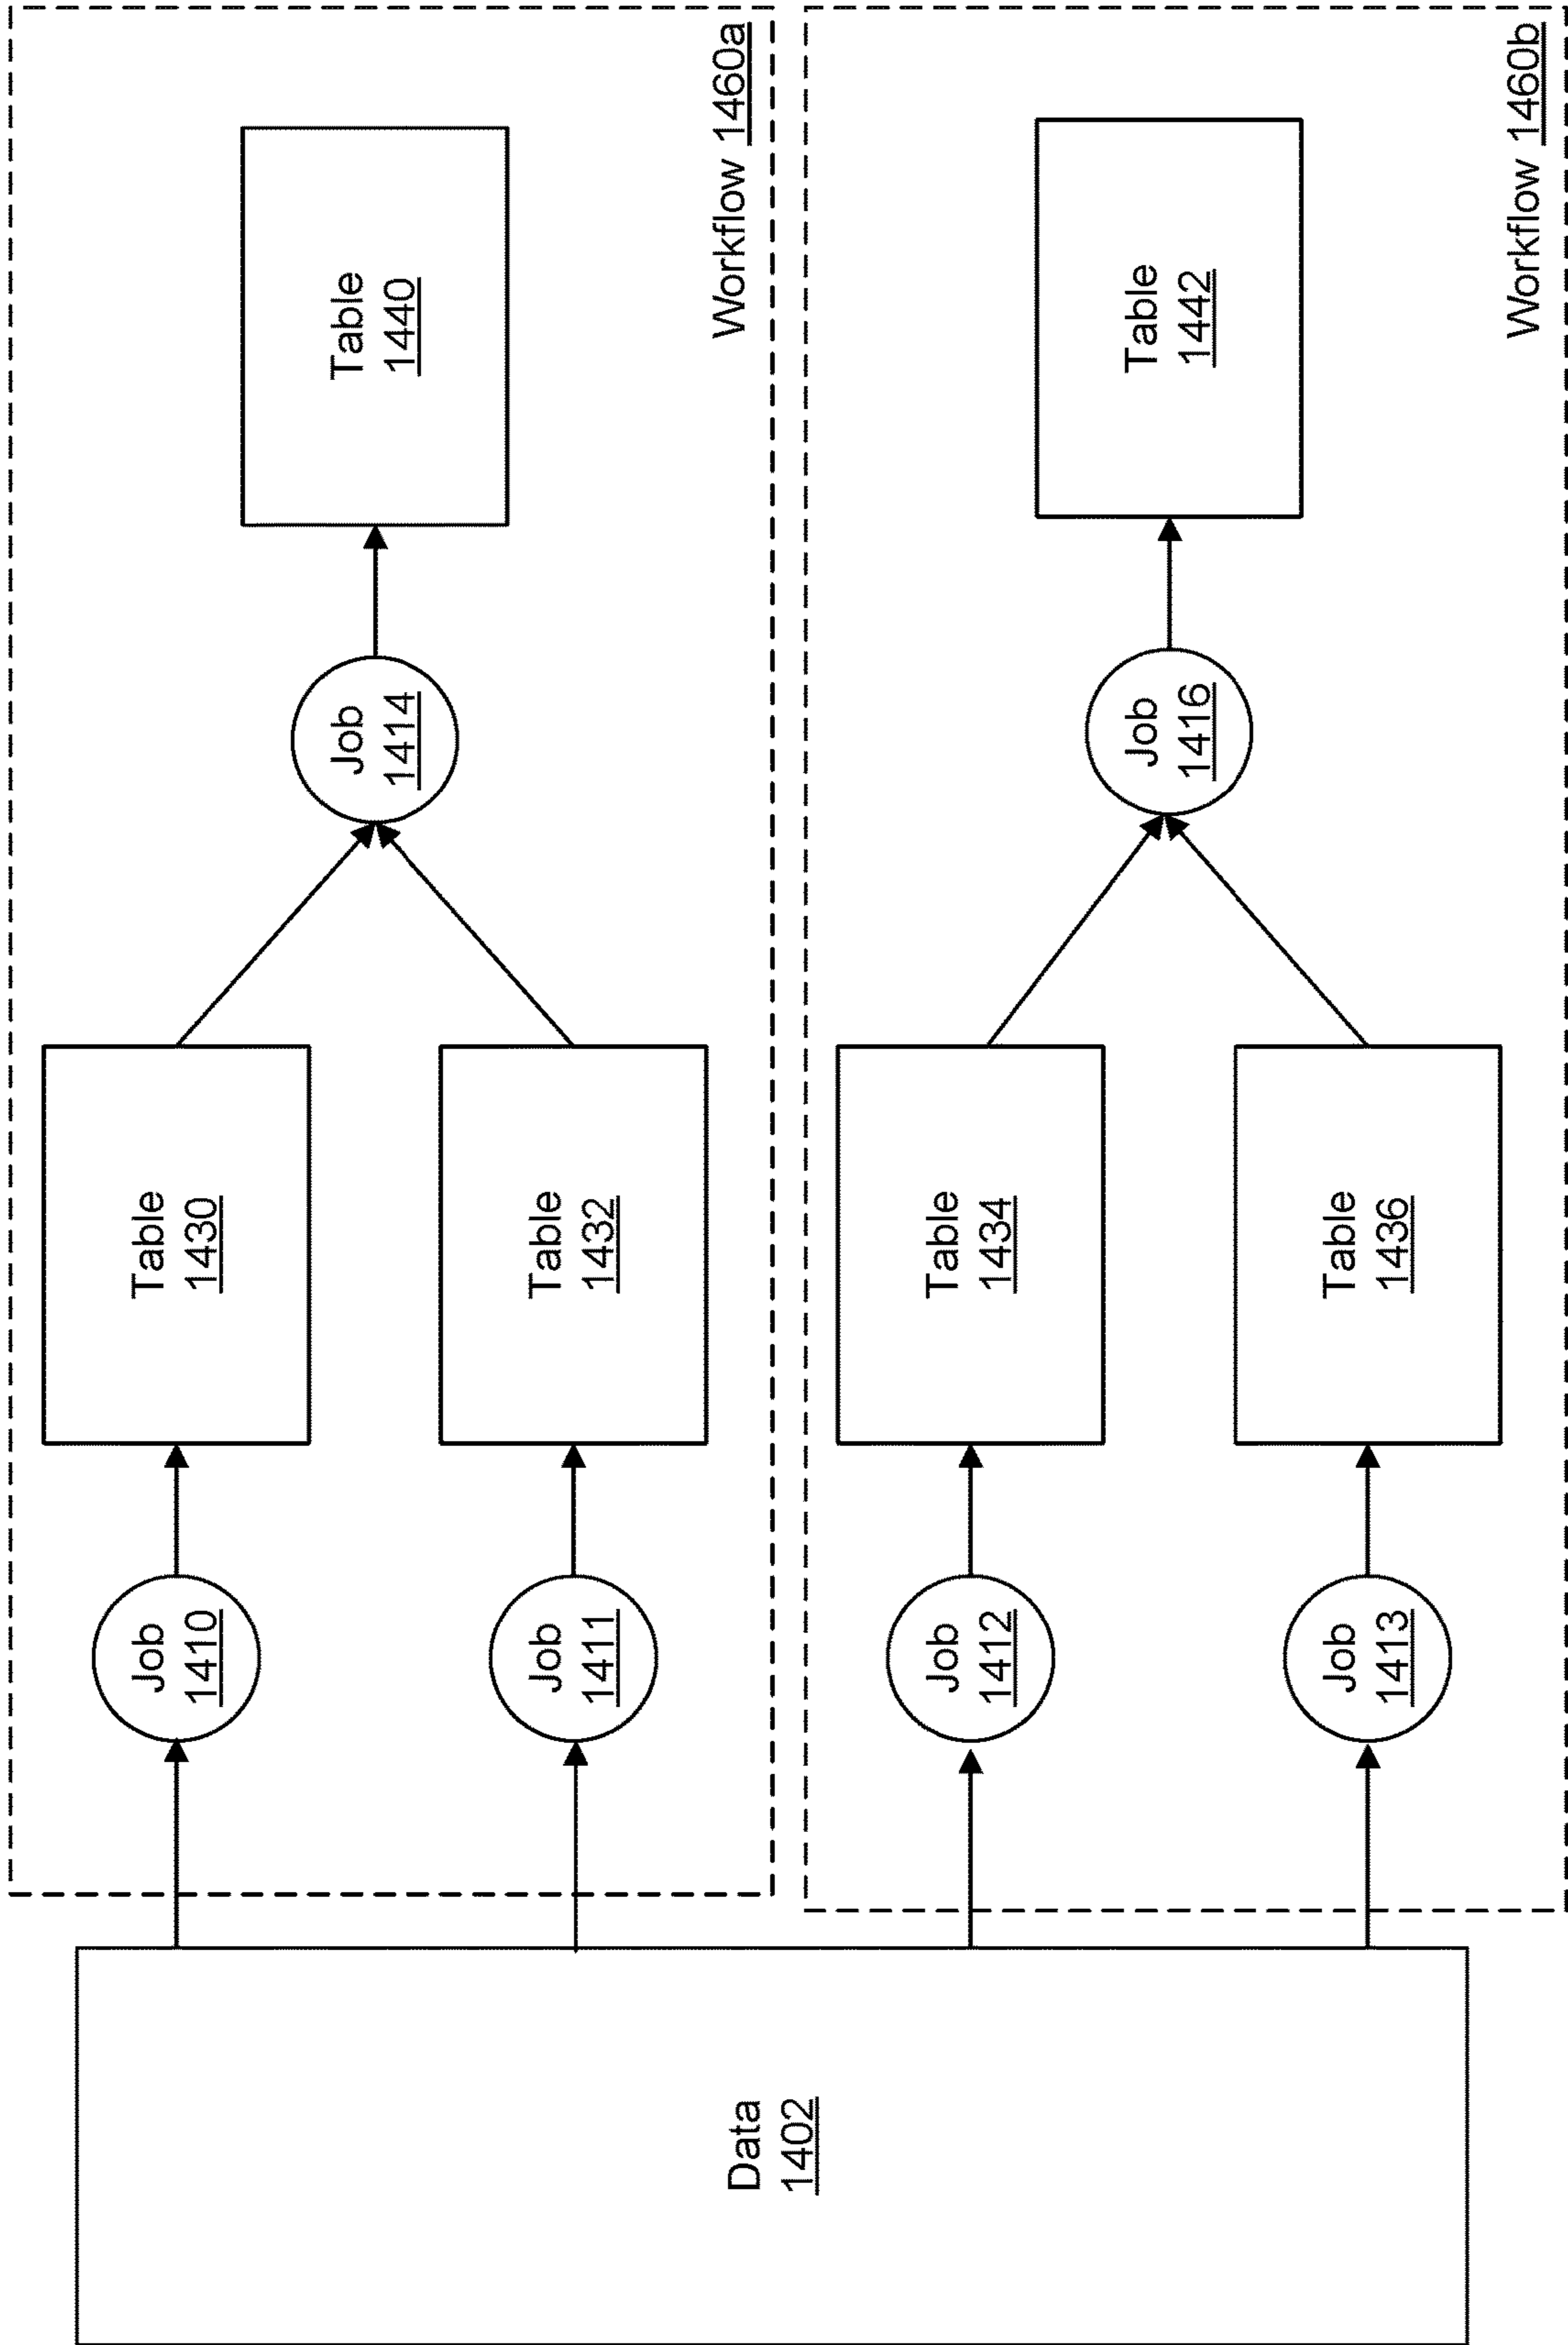 Data
1402
Job
1410
Table
1430
Job
1411
Table
1432
Job
1414
Table
1440
Workflow 1460a
Job
1412
Table
1434
Job
1413
Table
1436
Job
1416
Table
1442
Workflow 1460b